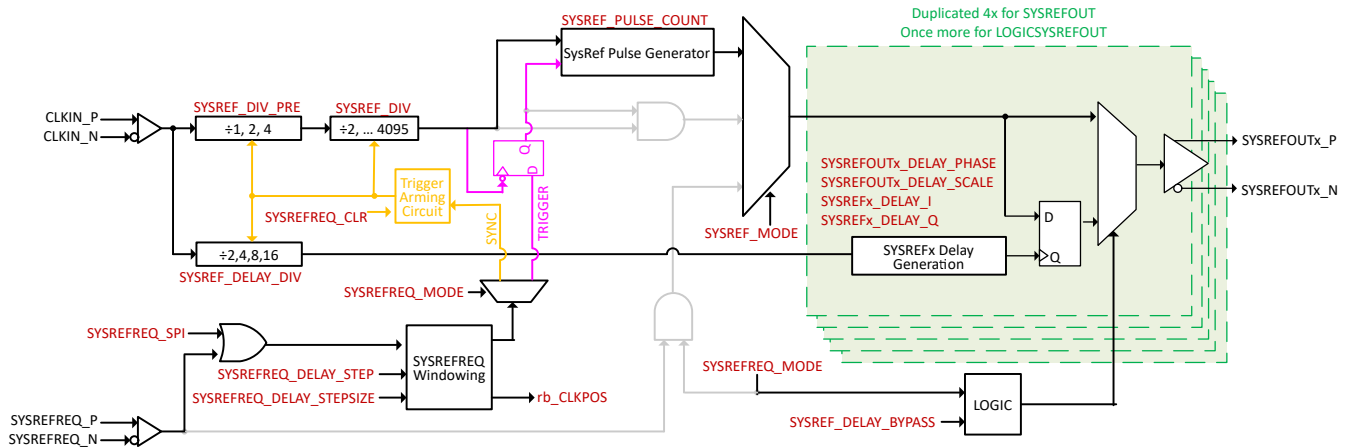 Duplicated 4x for SYSREFOUT
Once more for LOGICSYSREFOUT
SYSREF_PULSE_COUNT
SysRef Pulse Generator
CLKIN_P
CLKIN_N
SYSREF_DIV_PRE
÷1, 2, 4
SYSREF_DIV
÷2, ... 4095
Q
D
TRIGGER
Trigger
Arming
Circuit
SYSREFREQ_CLR
SYNC
÷2,4,8,16
SYSREF_DELAY_DIV
SYSREF_MODE
SYSREFOUTx_DELAY_PHASE
SYSREFOUTx_DELAY_SCALE
SYSREFx_DELAY_I
SYSREFx_DELAY_Q
SYSREFx Delay
Generation
D
Q
SYSREFOUTx_P
SYSREFOUTx_N
SYSREFREQ_MODE
SYSREFREQ_SPI
SYSREFREQ_DELAY_STEP
SYSREFREQ_DELAY_STEPSIZE
SYSREFREQ
Windowing
rb_CLKPOS
SYSREFREQ_P
SYSREFREQ_N
SYSREFREQ_MODE
LOGIC
SYSREF_DELAY_BYPASS